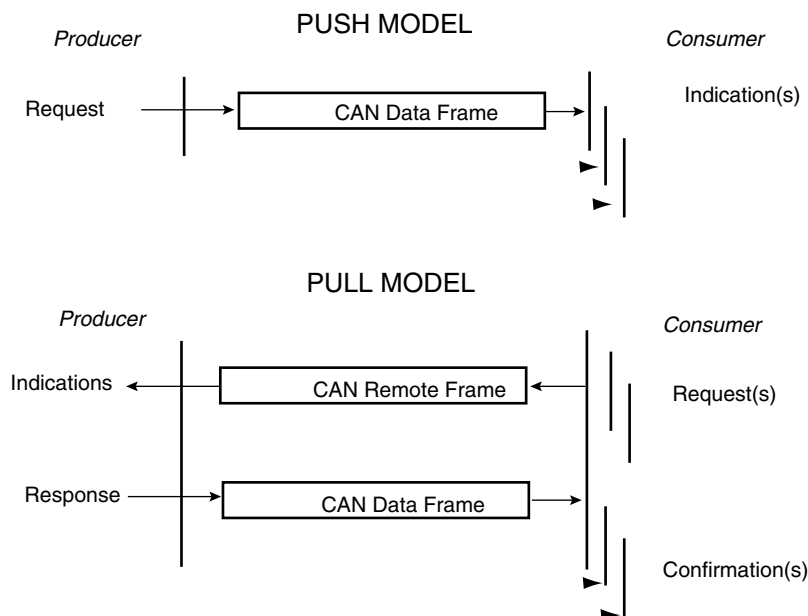 PUSH MODEL
Producer
Consumer
Request
CAN Data Frame
Indication(s)
PULL MODEL
Producer
Consumer
Indications
CAN Remote Frame
Request(s)
Response
CAN Data Frame
Confirmation(s)